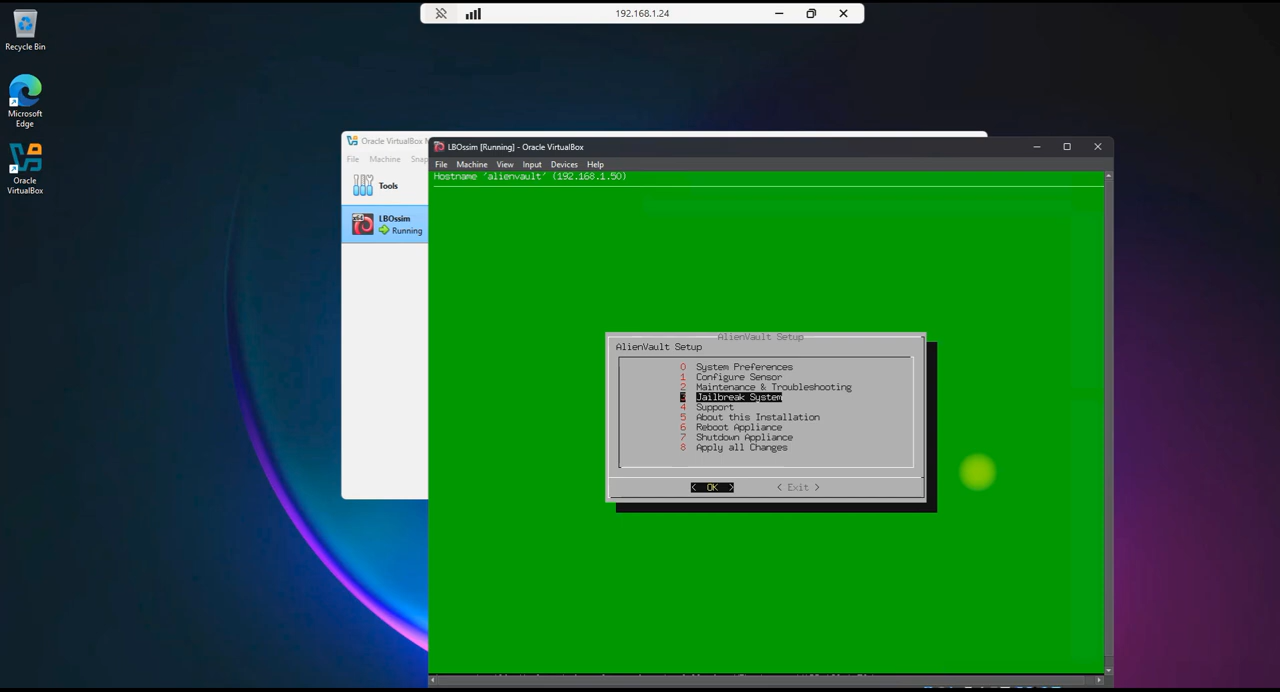 192.168.1.24
Recycle Bin
Microsoft
Edge
Oracle
VirtualBox
Oracle VirtualBox M
File Machine Snap
Tools
LBOssim
Running
LBOssim [Running] - Oracle VirtualBox
File Machine View Input Devices Help
Hostname 'alienvault' (192.168.1.50)
AlienVault Setup
AlienVault Setup
0 System Preferences
1 Configure Sensor
2 Maintenance & Troubleshooting
3 Jailbreak System
4 Support
5 About this Installation
6 Reboot Appliance
7 Shutdown Appliance
8 Apply all Changes
< OK > < Exit >